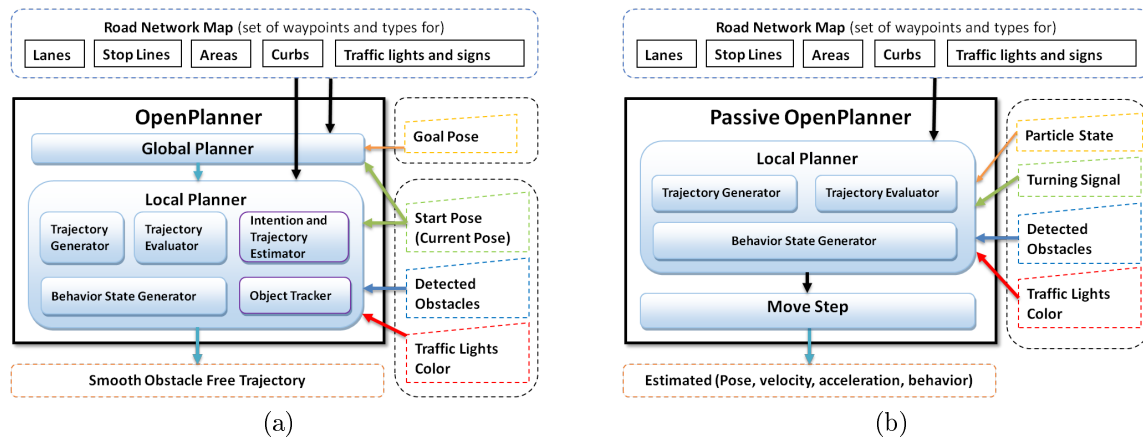 Road Network Map (set of waypoints and types for)
Lanes
Stop Lines
Areas
Curbs
Traffic lights and signs
OpenPlanner
Global Planner
Goal Pose
Local Planner
Trajectory
Generator
Trajectory
Evaluator
Intention and
Trajectory
Estimator
Behavior State Generator
Object Tracker
Start Pose
(Current Pose)
Detected
Obstacles
Traffic Lights
Color
Smooth Obstacle Free Trajectory
(a)
Road Network Map (set of waypoints and types for)
Lanes
Stop Lines
Areas
Curbs
Traffic lights and signs
Passive OpenPlanner
Local Planner
Trajectory Generator
Trajectory Evaluator
Behavior State Generator
Move Step
Particle State
Turning Signal
Detected
Obstacles
Traffic Lights
Color
Estimated (Pose, velocity, acceleration, behavior)
(b)